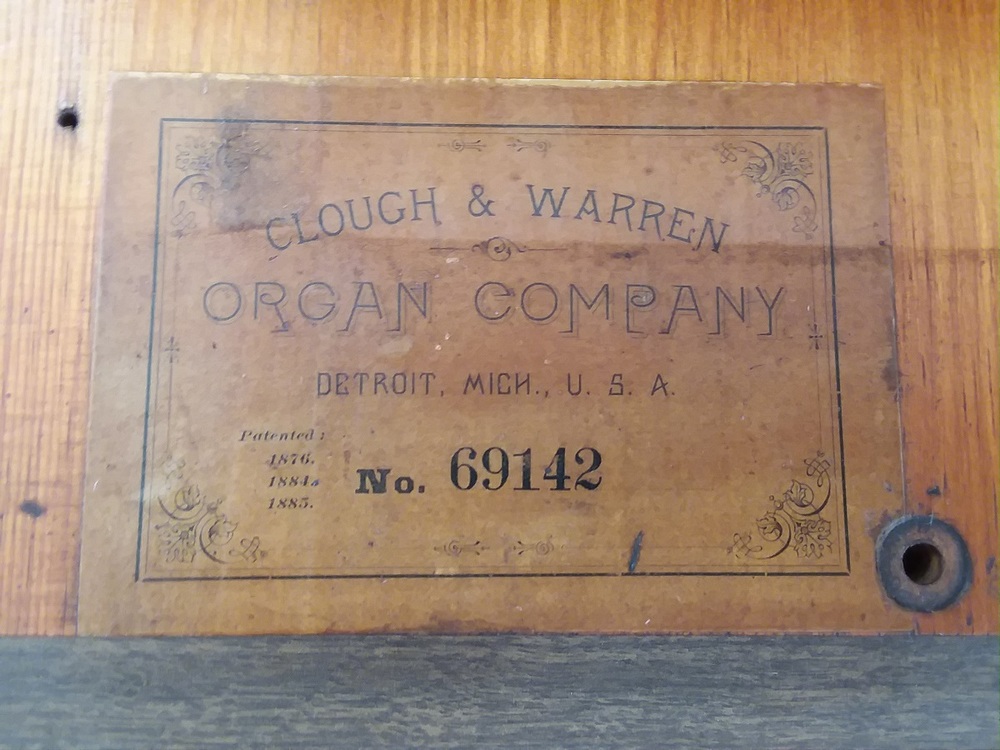 CLOUGH & WARREN
ORGAN COMPANY
DETROIT, MICH., U. S. A.
Patented:
1876.
1884.
1885.
No. 69142